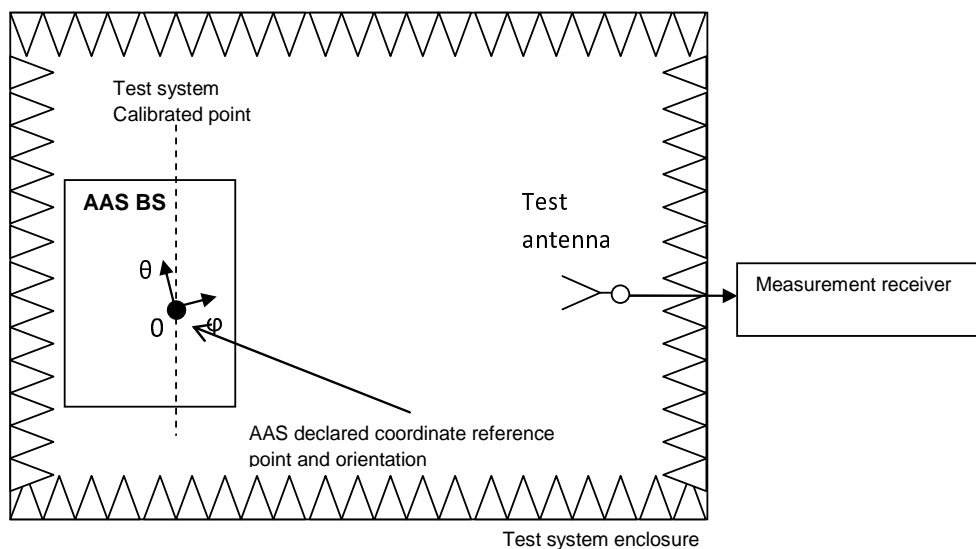 Test system
Calibrated point
AAS BS
Test
antenna
θ
φ
0
Measurement receiver
AAS declared coordinate reference
point and orientation
Test system enclosure